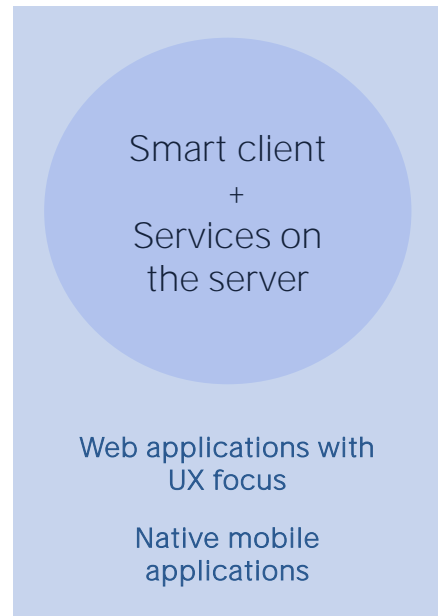 Smart client
+
Services on
the server
Web applications with
UX focus
Native mobile
applications